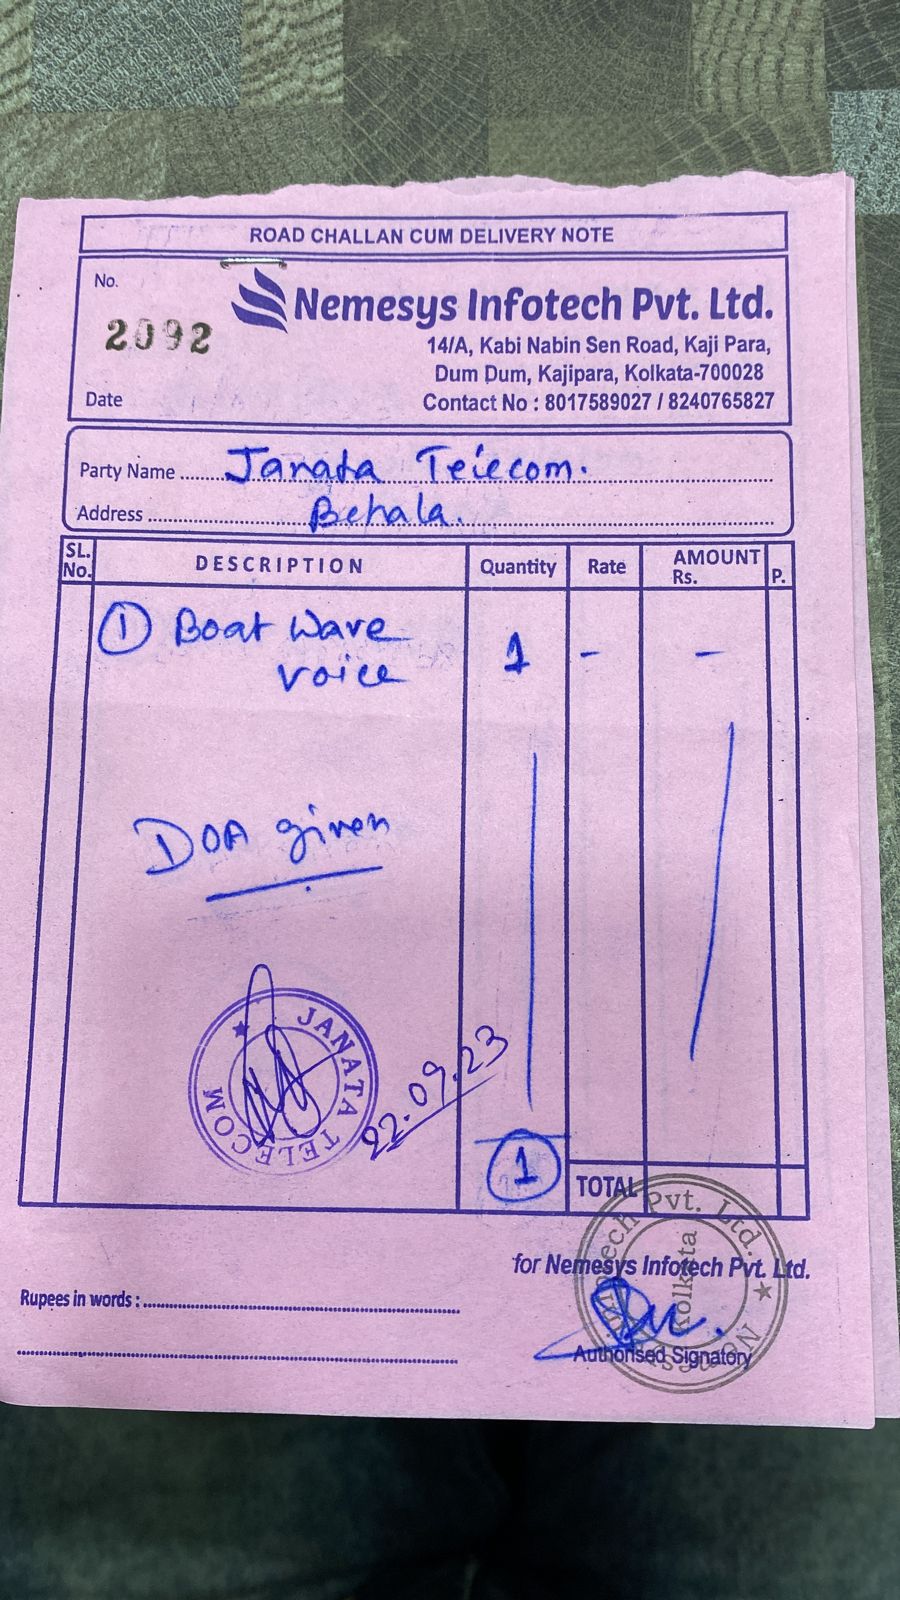 ROAD CHALLAN CUM DELIVERY NOTE
No.
2092
Nemesys Infotech Pvt. Ltd.
14/A, Kabi Nabin Sen Road, Kaji Para,
Dum Dum, Kajipara, Kolkata-700028
Date
Contact No : 8017589027 / 8240765827
Party Name Janata Telecom.
Address Behala.
SL. No. DESCRIPTION Quantity Rate AMOUNT Rs. P.
① Boat Wave 1 - -
voice
DOA given
JANATA TELECOM
22.09.23
1
TOTAL
for Nemesys Infotech Pvt. Ltd.
Rupees in words :
Nemesys Infotech Pvt. Ltd.
Kolkata
Authorised Signatory